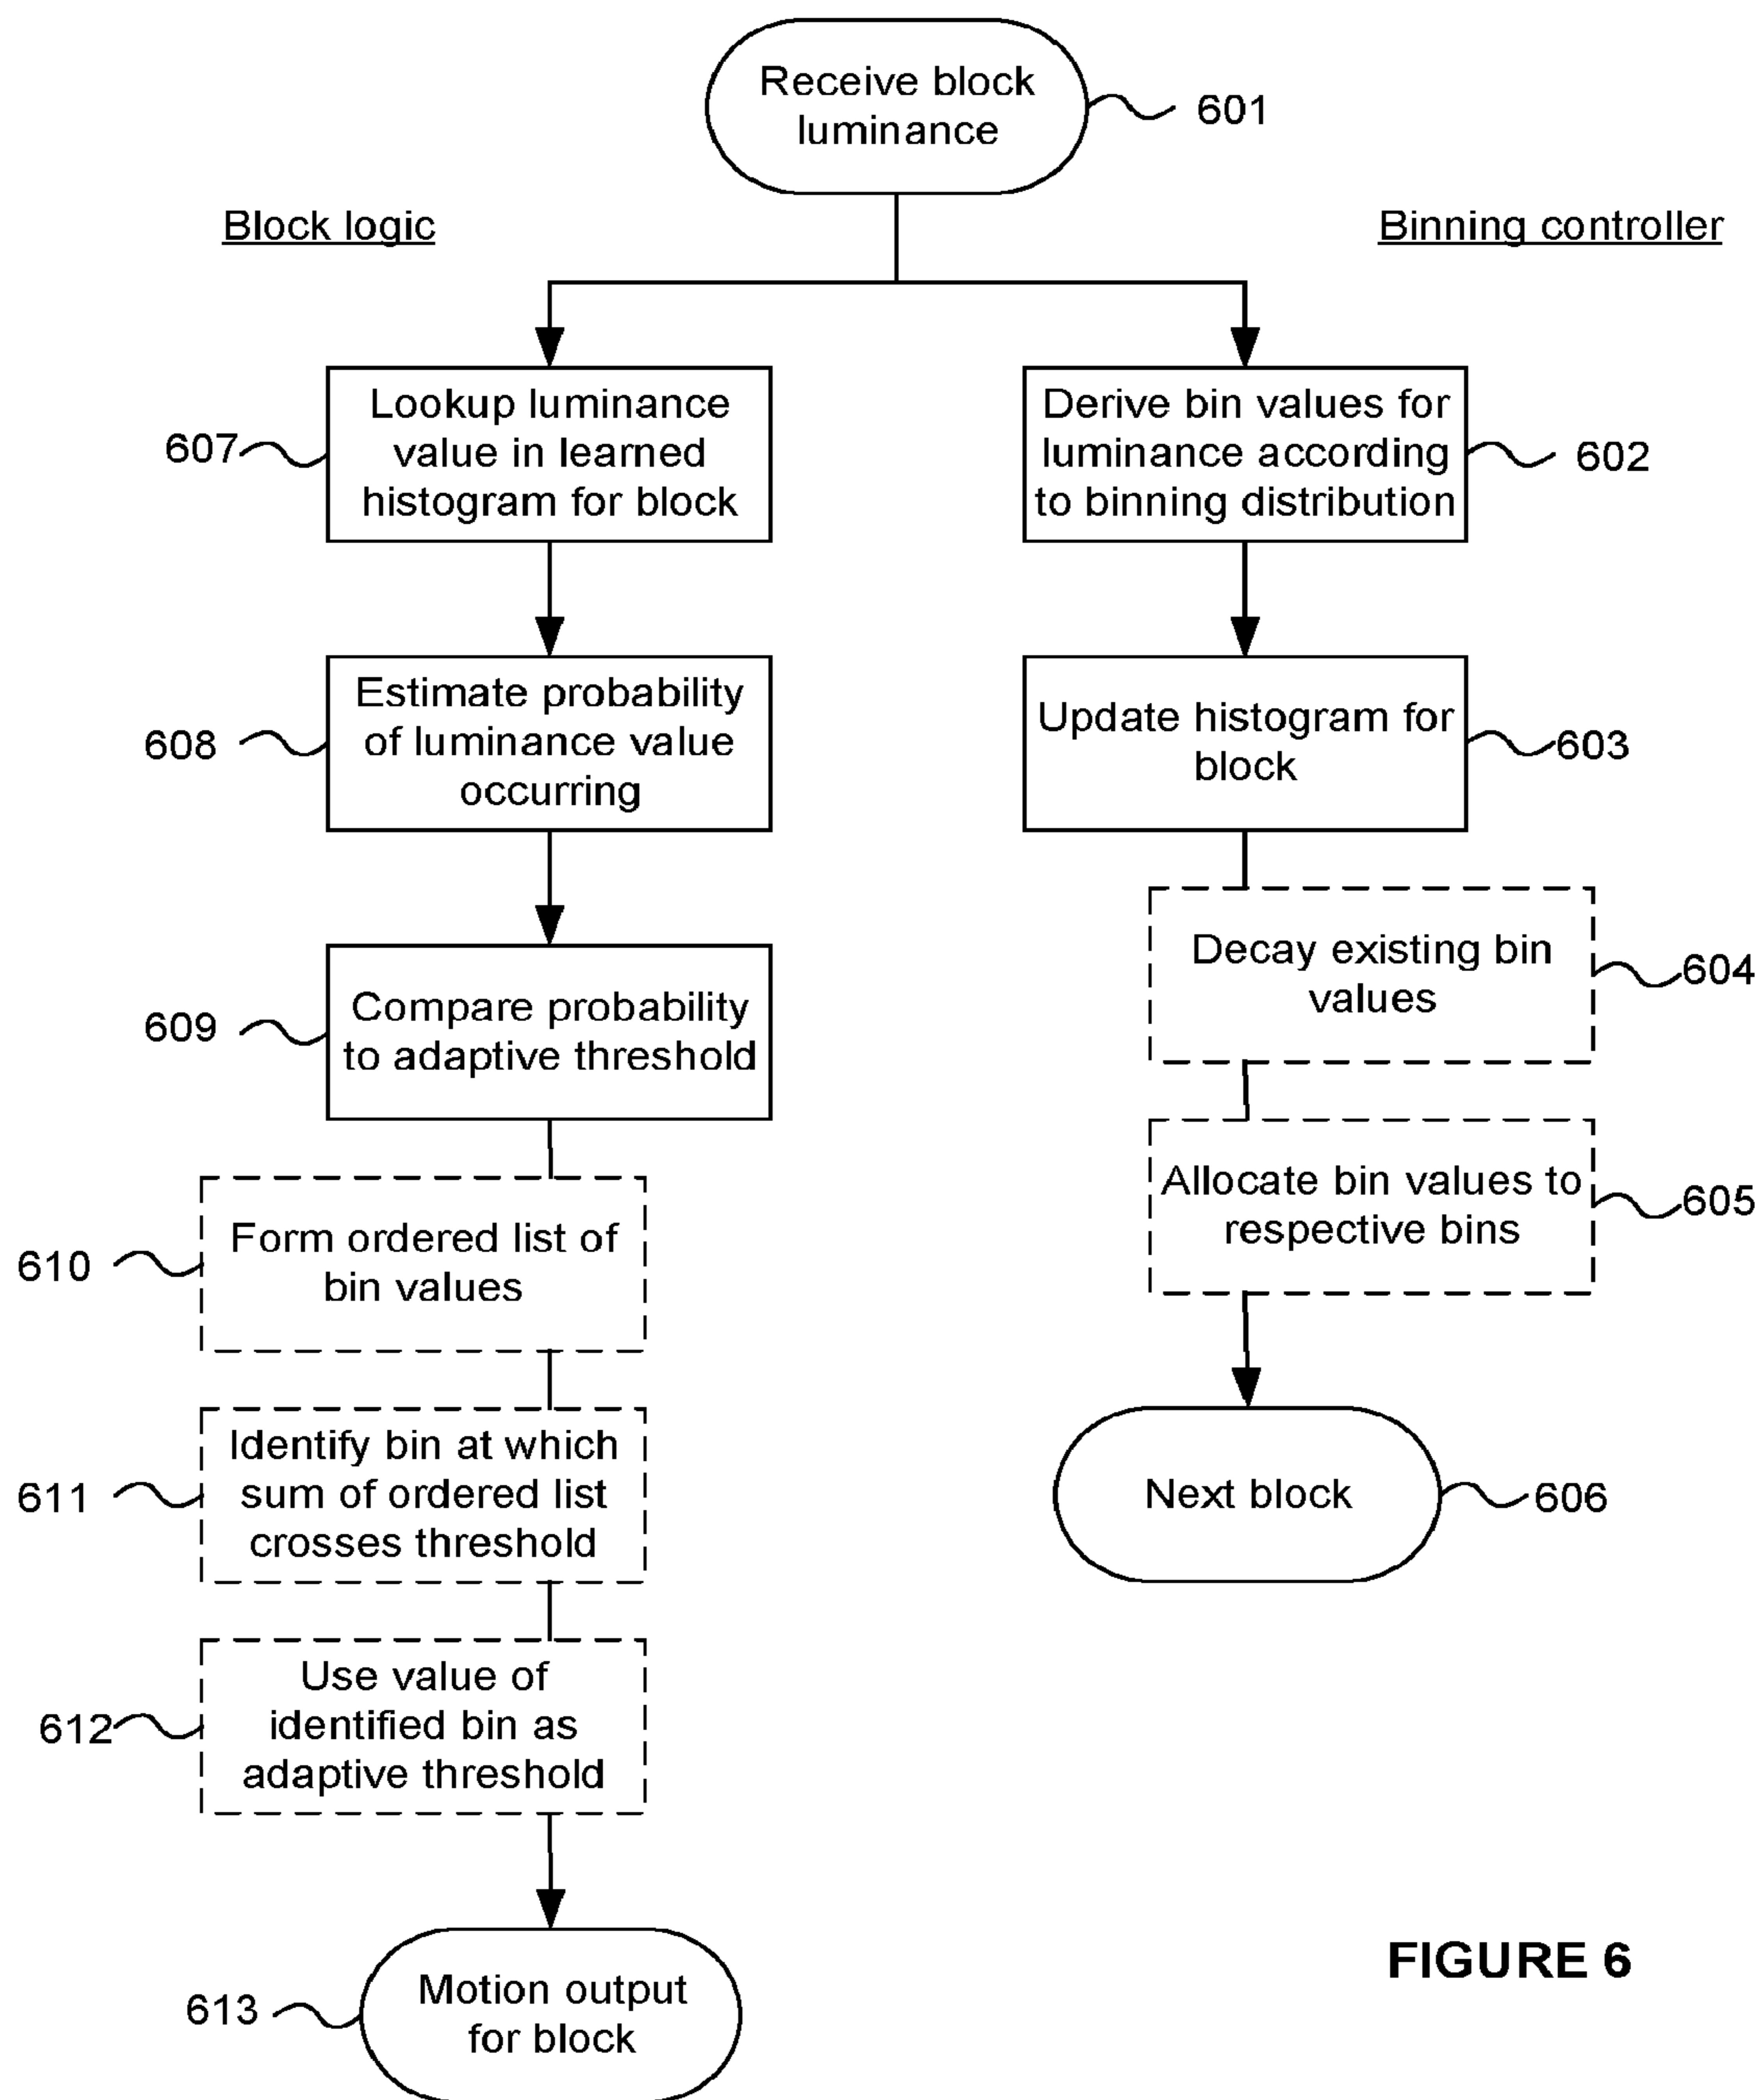 Receive block
luminance
601
Block logic
Binning controller
Lookup luminance
value in learned
histogram for block
607
Derive bin values for
luminance according
to binning distribution
602
Estimate probability
of luminance value
occurring
608
Update histogram for
block
603
Compare probability
to adaptive threshold
609
Decay existing bin
values
604
Form ordered list of
bin values
610
Allocate bin values to
respective bins
605
Identify bin at which
sum of ordered list
crosses threshold
611
Next block
606
Use value of
identified bin as
adaptive threshold
612
Motion output
for block
613
FIGURE 6